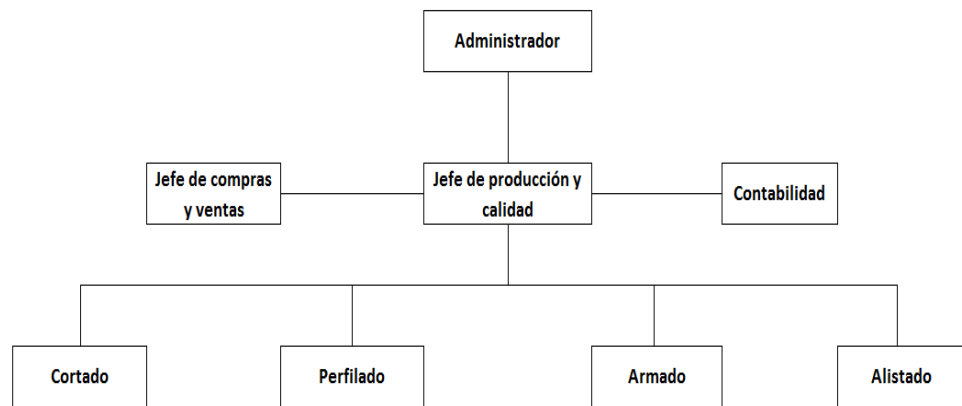 Administrador
Jefe de compras
y ventas
Jefe de producción y
calidad
Contabilidad
Cortado
Perfilado
Armado
Alistado